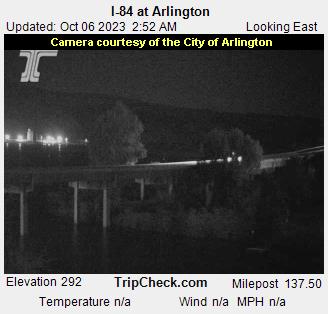 I-84 at Arlington
Updated: Oct 06 2023 2:52 AM Looking East
Camera courtesy of the City of Arlington
Elevation 292 TripCheck.com Milepost 137.50
Temperature n/a Wind n/a MPH n/a